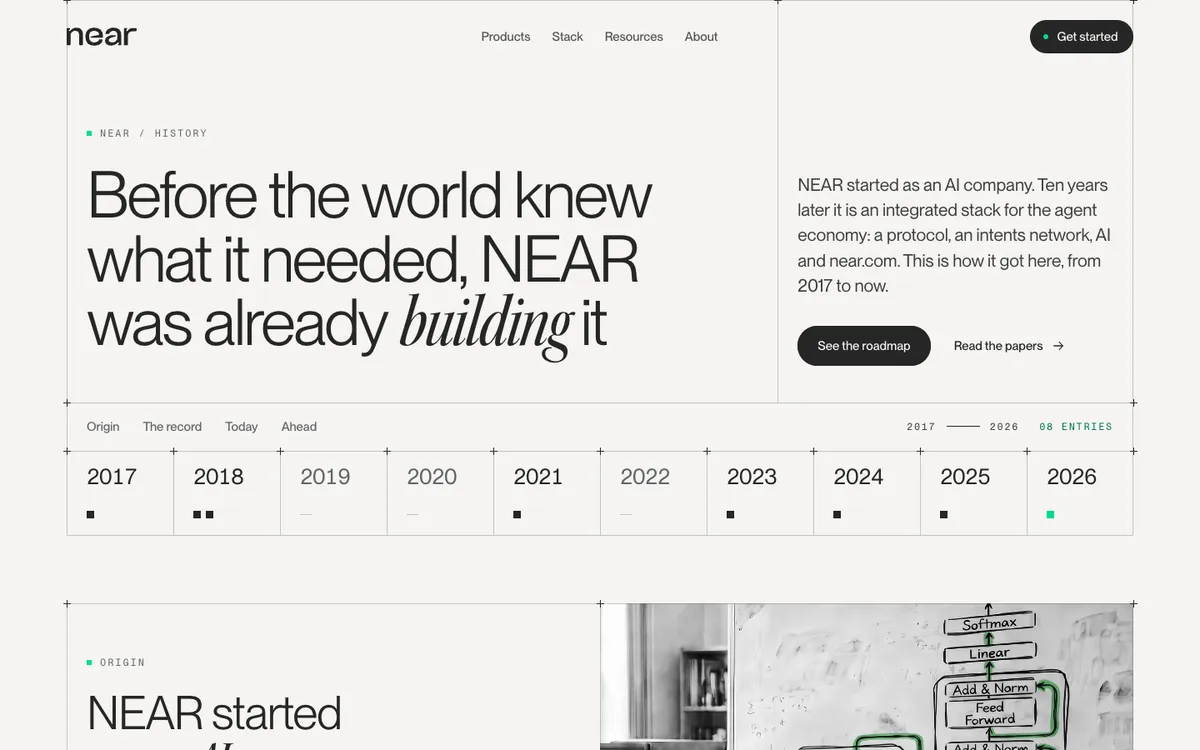 near
Products
Stack
Resources
About
Get started
NEAR / HISTORY
Before the world knew
what it needed, NEAR
was already building it
NEAR started as an AI company. Ten years
later it is an integrated stack for the agent
economy: a protocol, an intents network, AI
and near.com. This is how it got here, from
2017 to now.
See the roadmap
Read the papers →
Origin
The record
Today
Ahead
2017 — 2026
08 ENTRIES
2017
2018
2019
2020
2021
2022
2023
2024
2025
2026
ORIGIN
NEAR started
AI
Softmax
Linear
Add & Norm
Feed
Forward
Add & Norm